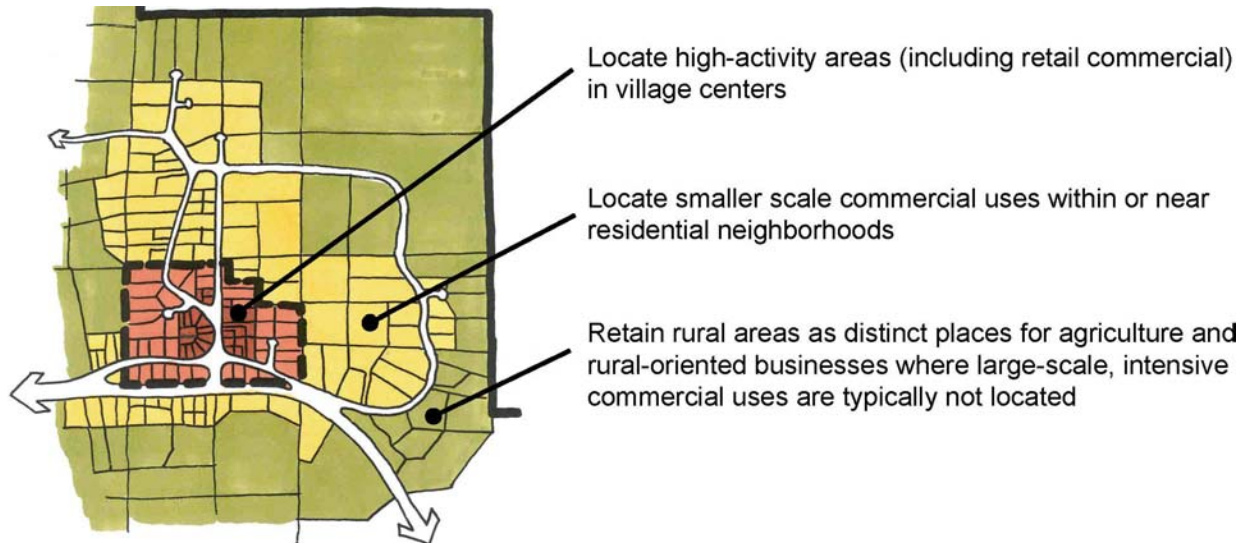 Locate high-activity areas (including retail commercial)
in village centers
Locate smaller scale commercial uses within or near
residential neighborhoods
Retain rural areas as distinct places for agriculture and
rural-oriented businesses where large-scale, intensive
commercial uses are typically not located